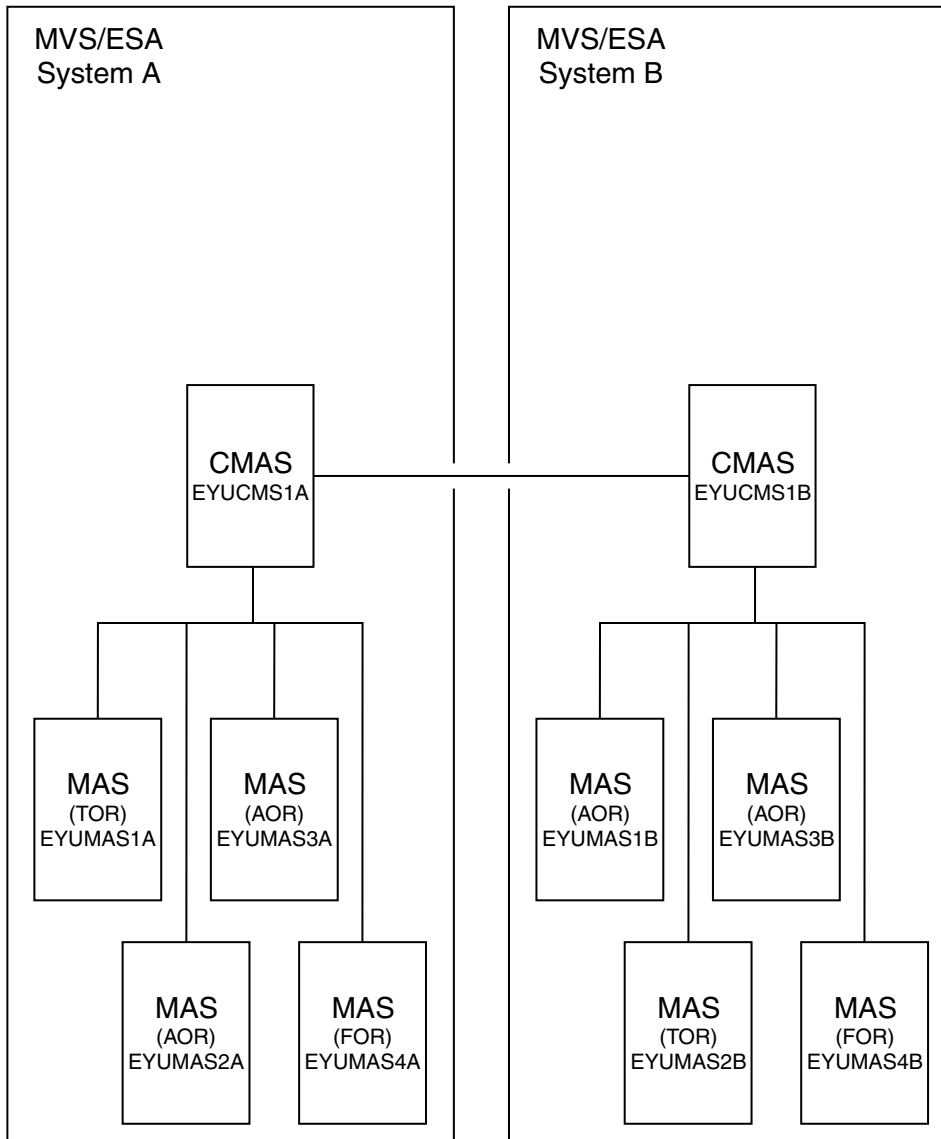 MVS/ESA
System A
MVS/ESA
System B
CMAS
EYUCMS1A
CMAS
EYUCMS1B
MAS
(TOR)
EYUMAS1A
MAS
(AOR)
EYUMAS3A
MAS
(AOR)
EYUMAS1B
MAS
(AOR)
EYUMAS3B
MAS
(AOR)
EYUMAS2A
MAS
(FOR)
EYUMAS4A
MAS
(TOR)
EYUMAS2B
MAS
(FOR)
EYUMAS4B